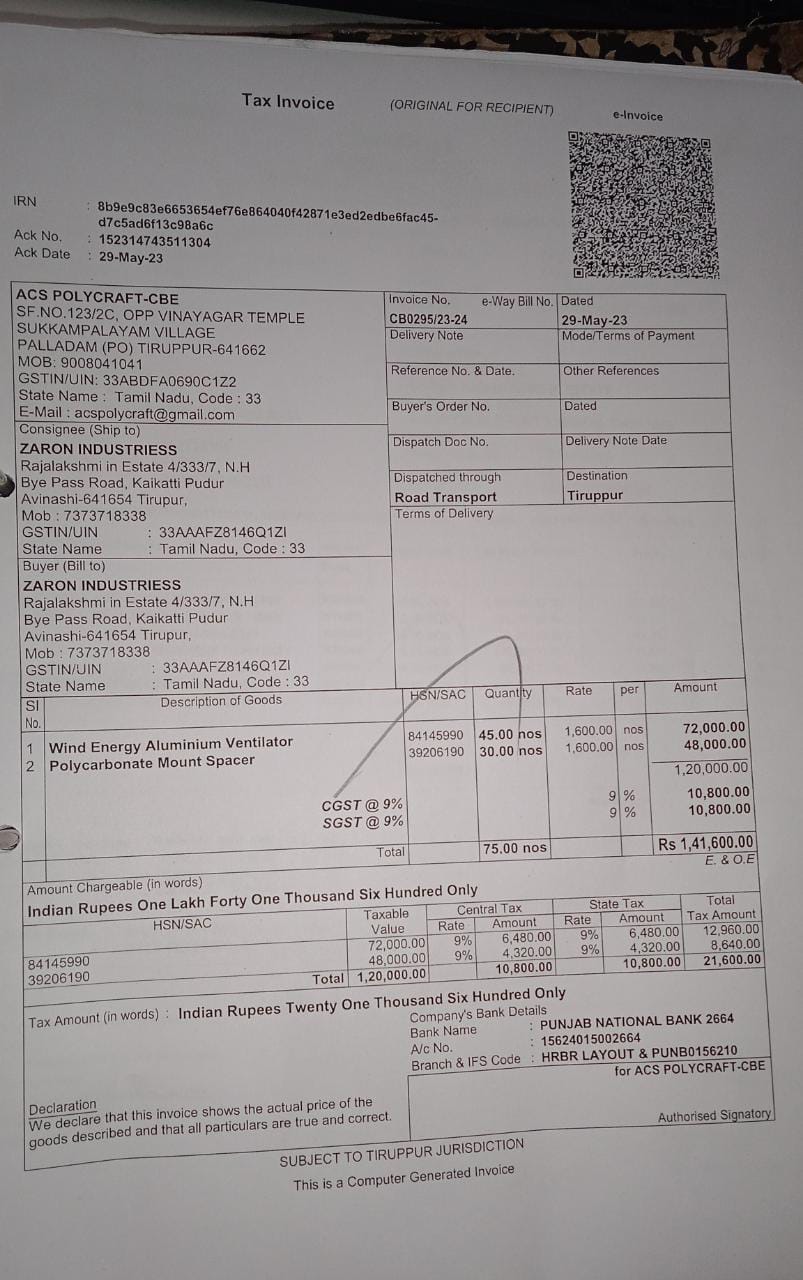 Tax Invoice (ORIGINAL FOR RECIPIENT) e-Invoice
IRN : 8b9e9c83e6653654ef76e864040f42871e3ed2edbe6fac45-
d7c5ad6f13c98a6c
Ack No. : 152314743511304
Ack Date : 29-May-23
ACS POLYCRAFT-CBE
SF.NO.123/2C, OPP VINAYAGAR TEMPLE
SUKKAMPALAYAM VILLAGE
PALLADAM (PO) TIRUPPUR-641662
MOB: 9008041041
GSTIN/UIN: 33ABDFA0690C1Z2
State Name : Tamil Nadu, Code : 33
E-Mail : acspolycraft@gmail.com
Invoice No. e-Way Bill No. Dated
CB0295/23-24 29-May-23
Delivery Note Mode/Terms of Payment
Reference No. & Date. Other References
Buyer's Order No. Dated
Dispatch Doc No. Delivery Note Date
Dispatched through Destination
Road Transport Tiruppur
Terms of Delivery
Consignee (Ship to)
ZARON INDUSTRIESS
Rajalakshmi in Estate 4/333/7, N.H
Bye Pass Road, Kaikatti Pudur
Avinashi-641654 Tirupur,
Mob : 7373718338
GSTIN/UIN : 33AAAFZ8146Q1ZI
State Name : Tamil Nadu, Code : 33
Buyer (Bill to)
ZARON INDUSTRIESS
Rajalakshmi in Estate 4/333/7, N.H
Bye Pass Road, Kaikatti Pudur
Avinashi-641654 Tirupur,
Mob : 7373718338
GSTIN/UIN : 33AAAFZ8146Q1ZI
State Name : Tamil Nadu, Code : 33
Sl No. Description of Goods HSN/SAC Quantity Rate per Amount
1 Wind Energy Aluminium Ventilator 84145990 45.00 nos 1,600.00 nos 72,000.00
2 Polycarbonate Mount Spacer 39206190 30.00 nos 1,600.00 nos 48,000.00
1,20,000.00
CGST @ 9% 9 % 10,800.00
SGST @ 9% 9 % 10,800.00
Total 75.00 nos Rs 1,41,600.00
E. & O.E
Amount Chargeable (in words)
Indian Rupees One Lakh Forty One Thousand Six Hundred Only
HSN/SAC Taxable Value Central Tax State Tax Total Tax Amount
Rate Amount Rate Amount
84145990 72,000.00 9% 6,480.00 9% 6,480.00 12,960.00
39206190 48,000.00 9% 4,320.00 9% 4,320.00 8,640.00
Total 1,20,000.00 10,800.00 10,800.00 21,600.00
Tax Amount (in words) : Indian Rupees Twenty One Thousand Six Hundred Only
Company's Bank Details
Bank Name : PUNJAB NATIONAL BANK 2664
A/c No. : 15624015002664
Branch & IFS Code : HRBR LAYOUT & PUNB0156210
for ACS POLYCRAFT-CBE
Declaration
We declare that this invoice shows the actual price of the
goods described and that all particulars are true and correct.
Authorised Signatory
SUBJECT TO TIRUPPUR JURISDICTION
This is a Computer Generated Invoice